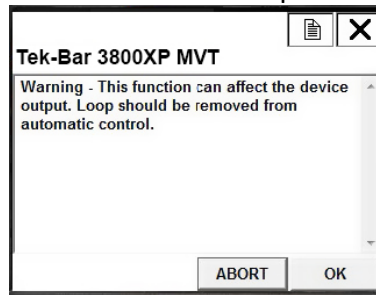 Tek-Bar 3800XP MVT
Warning - This function can affect the device
output. Loop should be removed from
automatic control.
ABORT OK